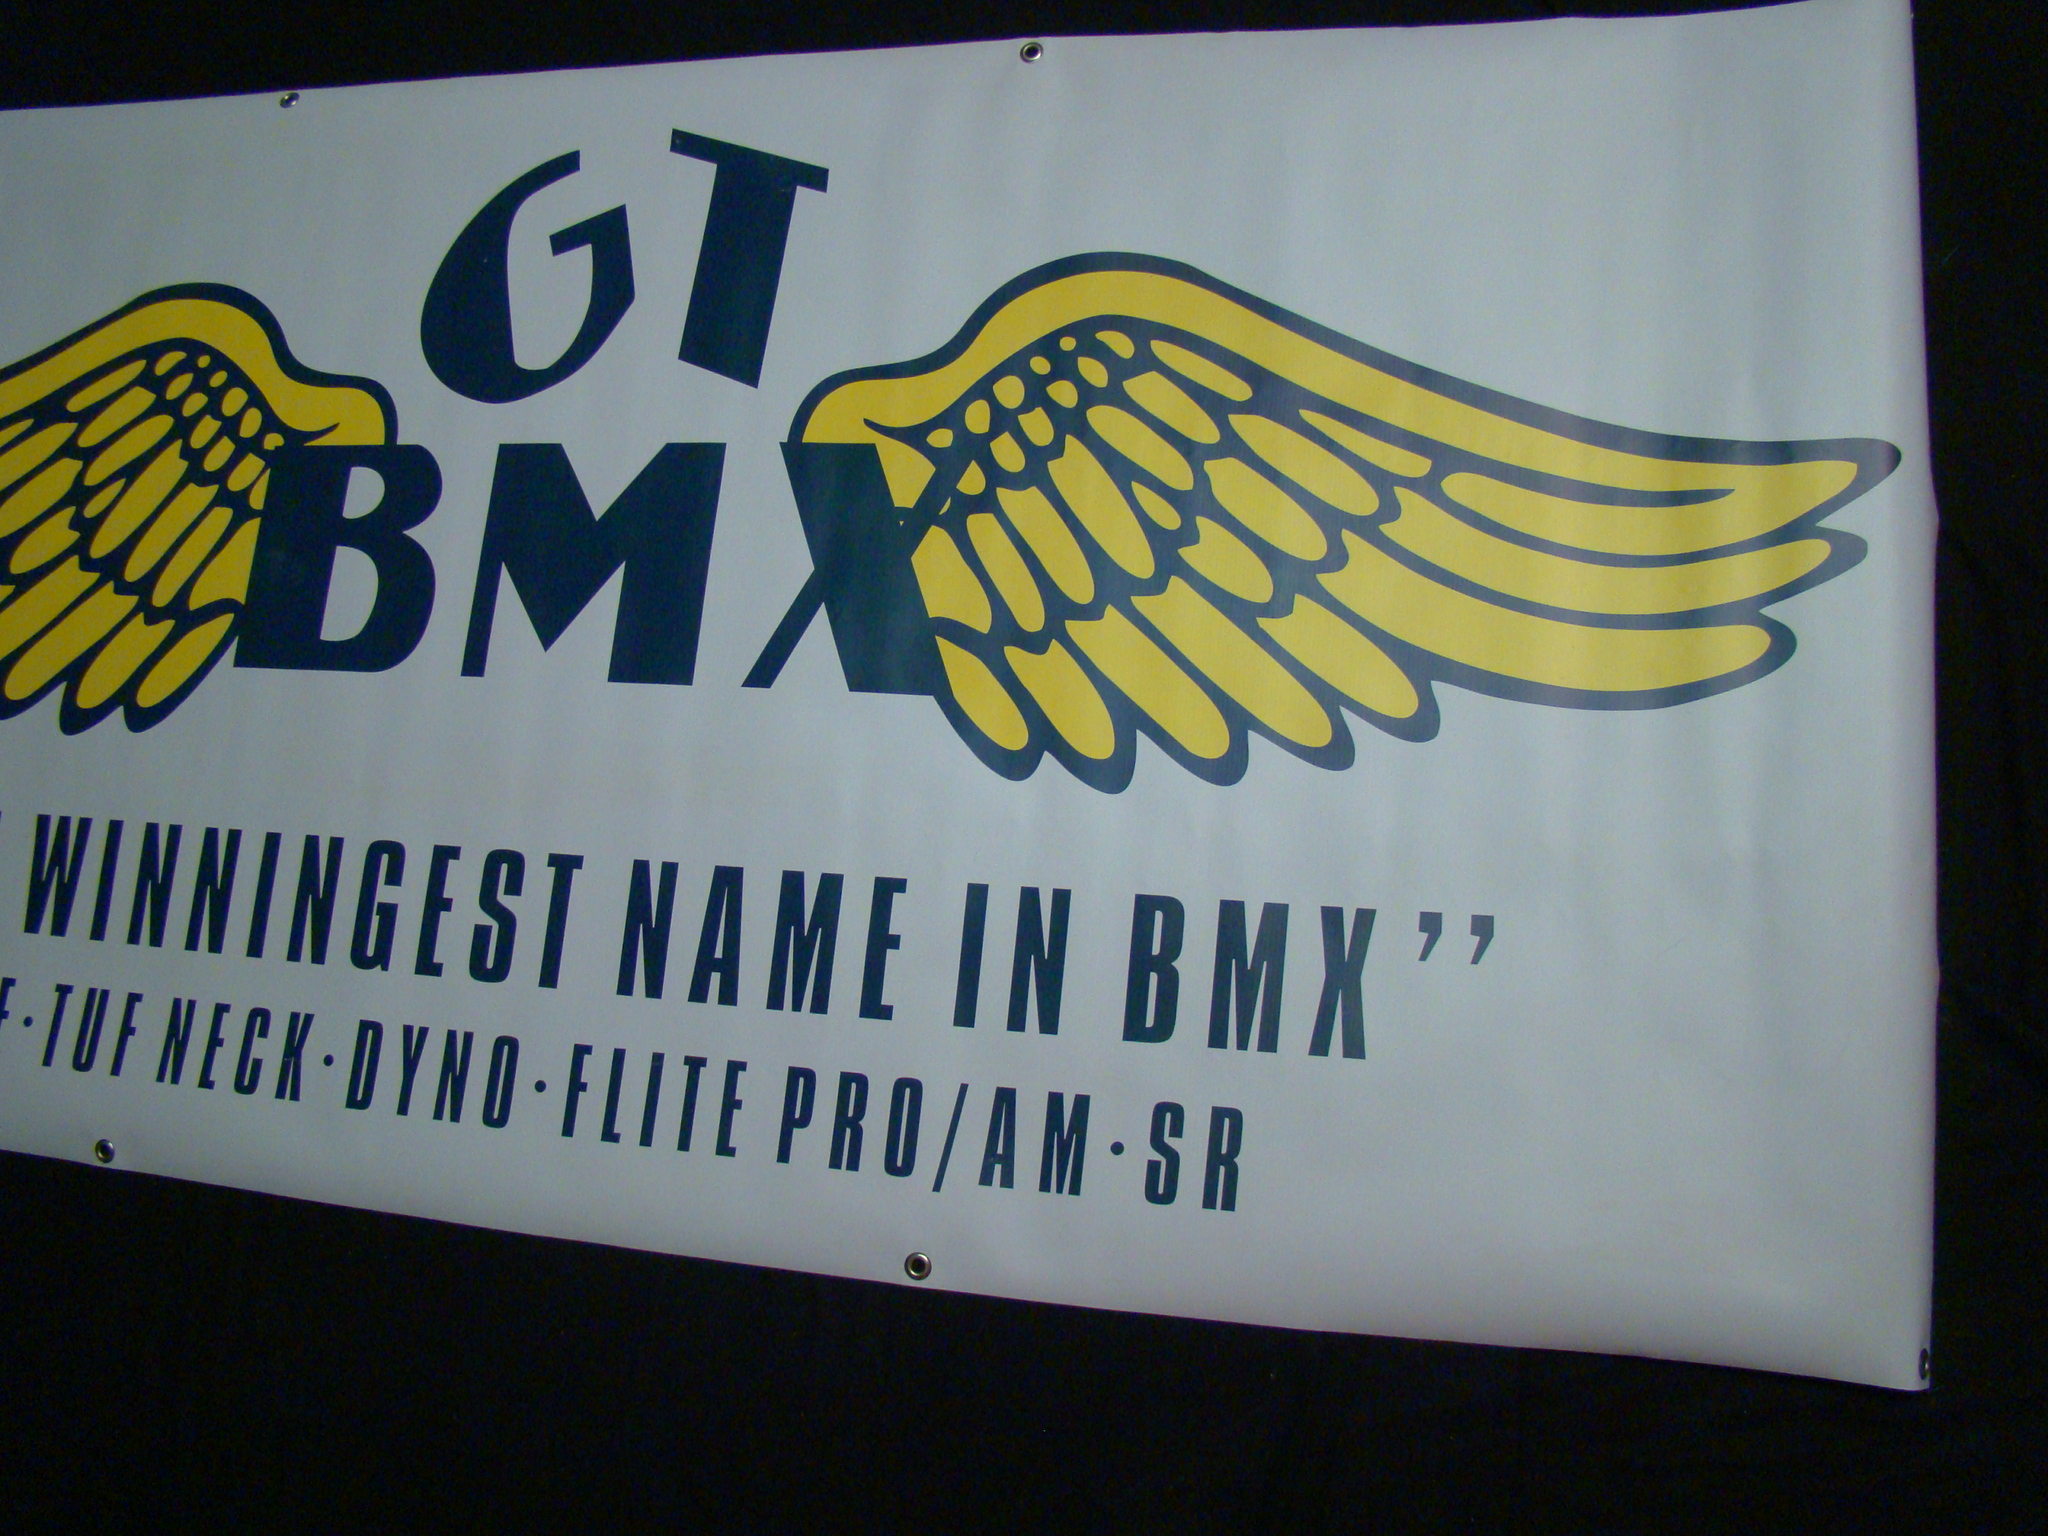 GT
BMX
WINNINGEST NAME IN BMX’’
·TUF NECK·DYNO·FLITE PRO/AM·SR